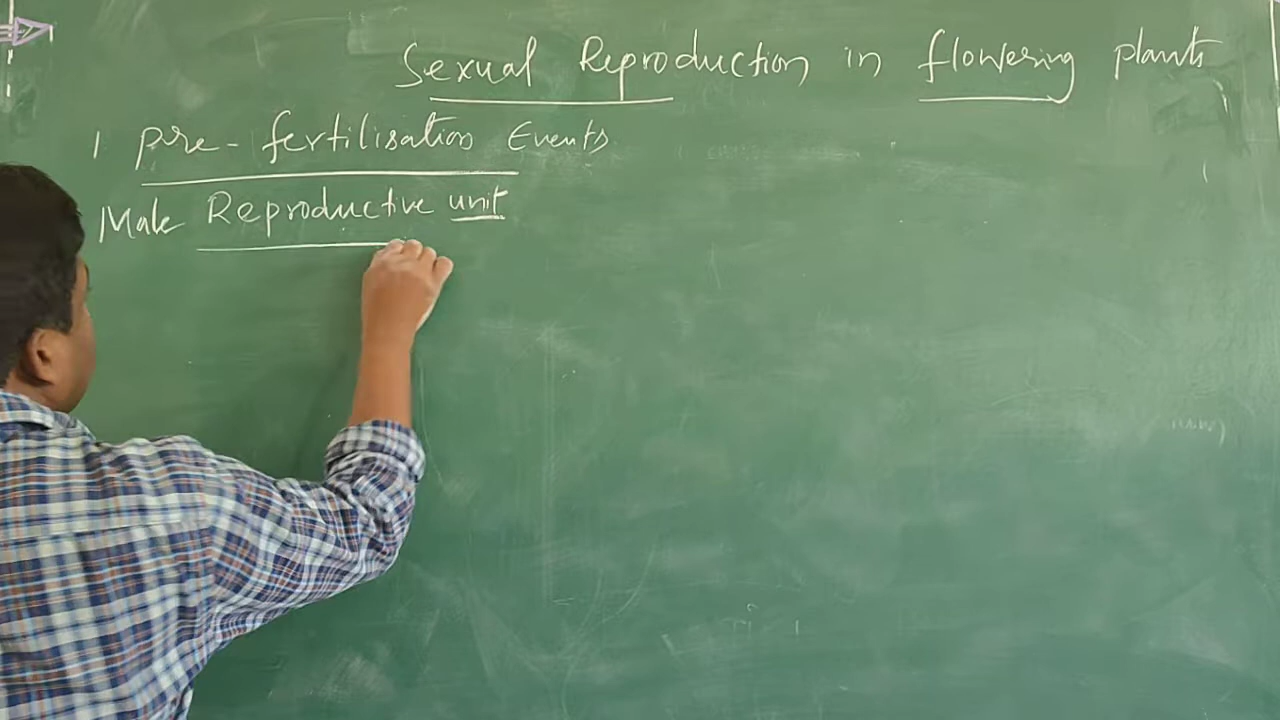 Sexual Reproduction in flowering plants
1 pre-fertilisation Events
Male Reproductive unit